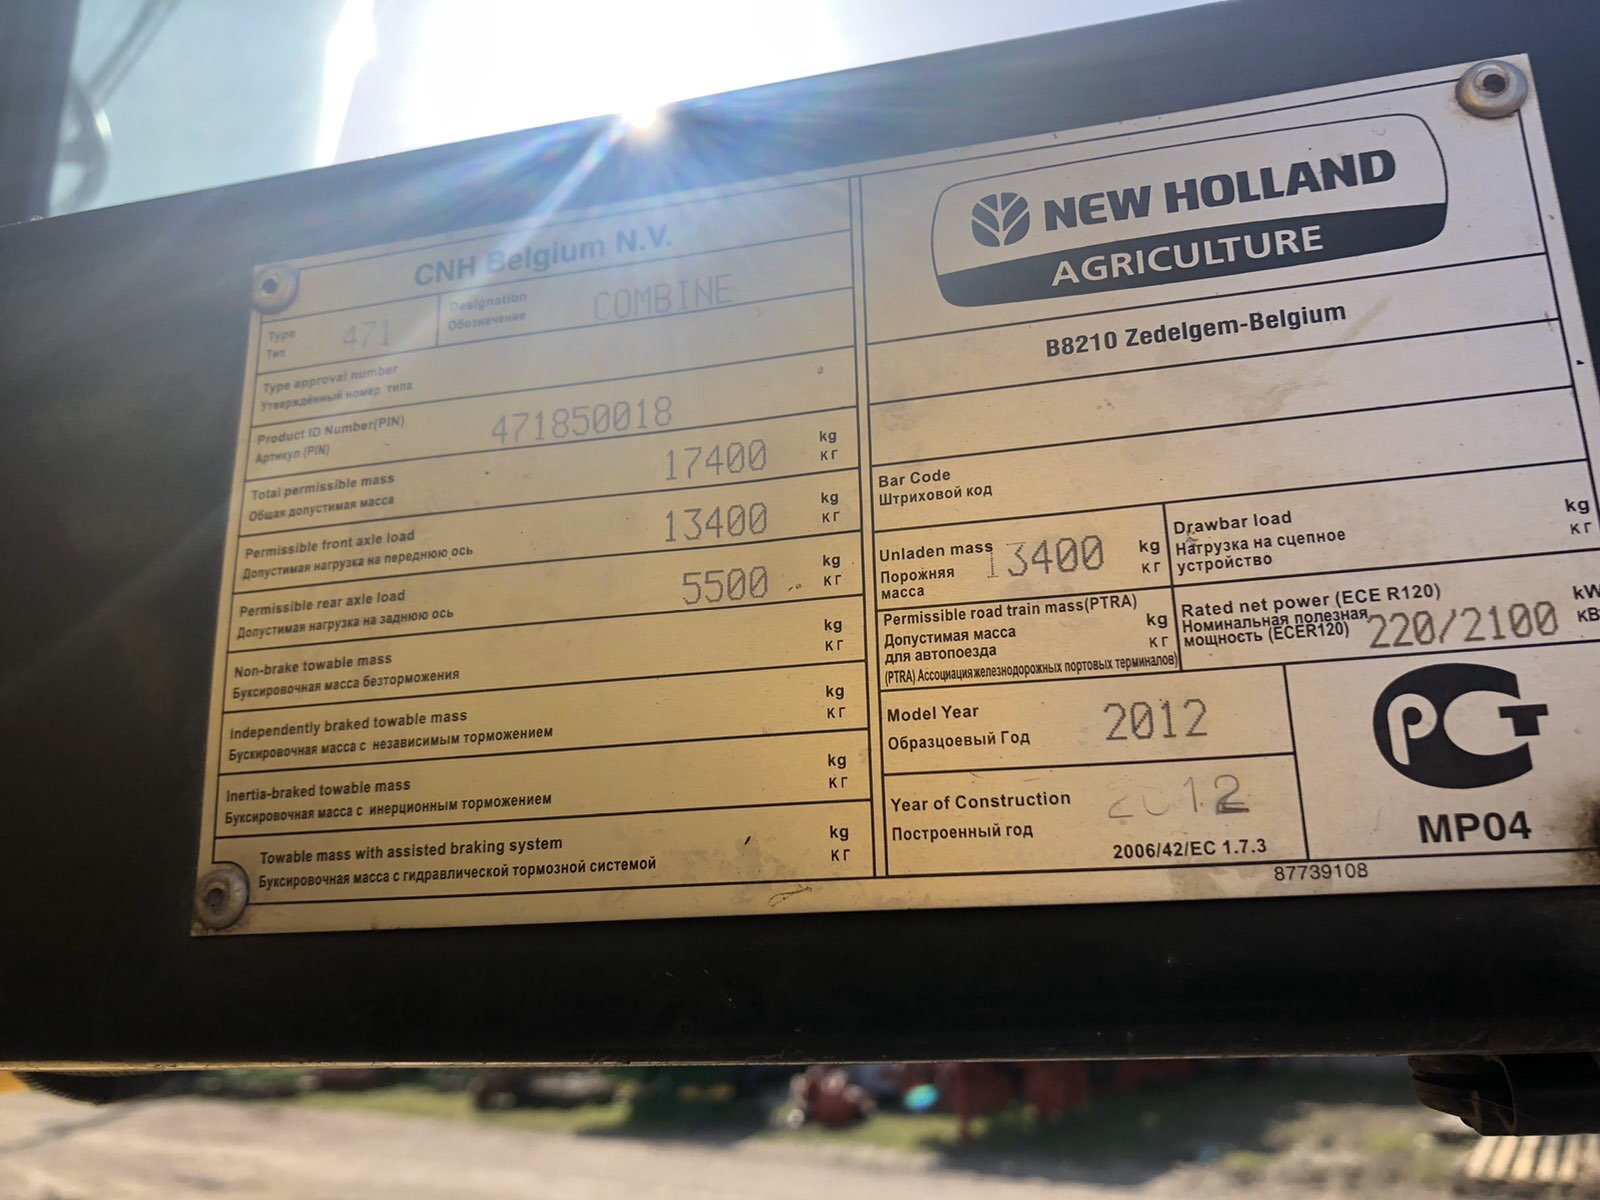 CNH Belgium N.V.
Type
Тип
471
Designation
Обозначение
COMBINE
Type approval number
Утверждённый номер типа
Product ID Number(PIN)
Артикул (PIN)
471850018
Total permissible mass
Общая допустимая масса
17400
kg
кг
Permissible front axle load
Допустимая нагрузка на переднюю ось
13400
kg
кг
Permissible rear axle load
Допустимая нагрузка на заднюю ось
5500
kg
кг
Non-brake towable mass
Буксировочная масса безторможения
kg
кг
Independently braked towable mass
Бускировочная масса с независимым торможением
kg
кг
Inertia-braked towable mass
Буксировочная масса с инерционным торможением
kg
кг
Towable mass with assisted braking system
Буксировочная масса с гидравлической тормозной системой
kg
кг
NEW HOLLAND
AGRICULTURE
B8210 Zedelgem-Belgium
Bar Code
Штриховой код
Unladen mass
Порожняя
масса
13400
kg
кг
Drawbar load
Нагрузка на сцепное
устройство
kg
кг
Permissible road train mass(PTRA)
Допустимая масса
для автопоезда
(PTRA) Ассоциацияжелезнодорожных портовых терминалов)
kg
кг
Rated net power (ECE R120)
Номинальная полезная
мощность (ECER120)
220/2100
kW
кВ
Model Year
Образцоевый Год
2012
Year of Construction
Построенный год
2012
2006/42/EC 1.7.3
РСТ
MP04
87739108